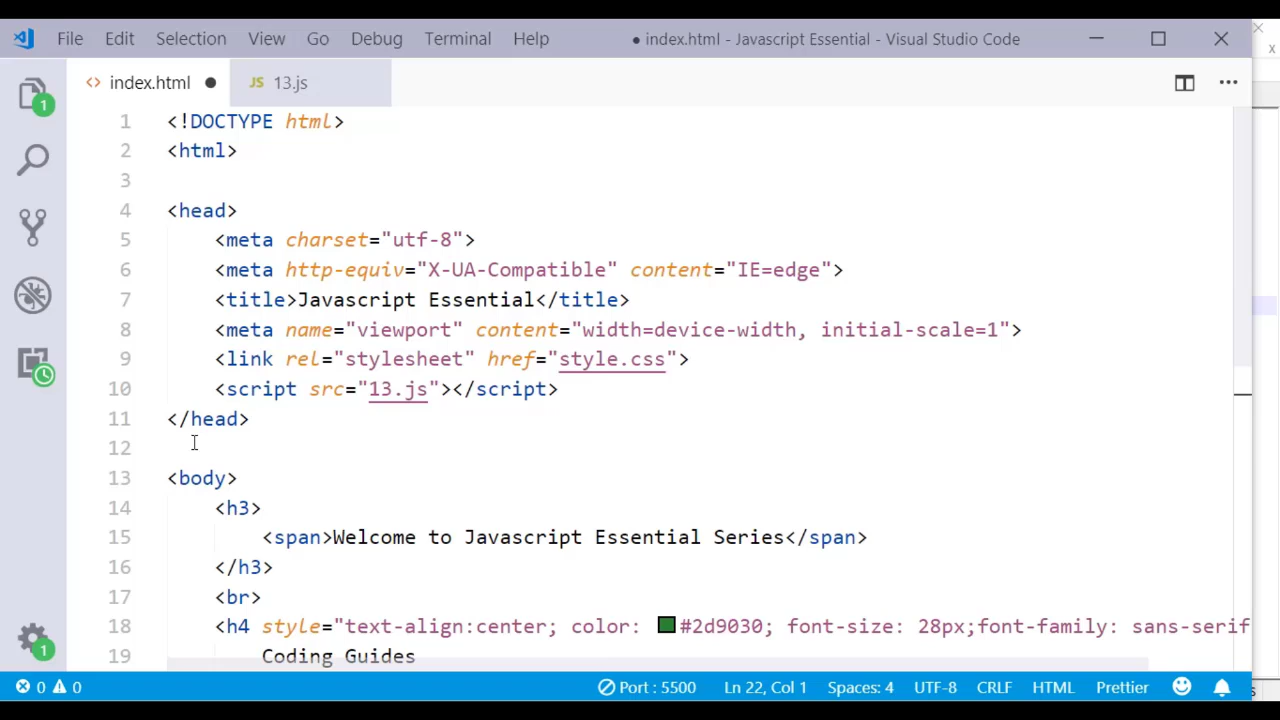 File Edit Selection View Go Debug Terminal Help ● index.html - Javascript Essential - Visual Studio Code
<> index.html ● JS 13.js
1 <!DOCTYPE html>
2 <html>
3
4 <head>
5 <meta charset="utf-8">
6 <meta http-equiv="X-UA-Compatible" content="IE=edge">
7 <title>Javascript Essential</title>
8 <meta name="viewport" content="width=device-width, initial-scale=1">
9 <link rel="stylesheet" href="style.css">
10 <script src="13.js"></script>
11 </head>
12
13 <body>
14 <h3>
15 <span>Welcome to Javascript Essential Series</span>
16 </h3>
17 <br>
18 <h4 style="text-align:center; color: #2d9030; font-size: 28px;font-family: sans-serif
19 Coding Guides
1
1
0 0 Port : 5500 Ln 22, Col 1 Spaces: 4 UTF-8 CRLF HTML Prettier